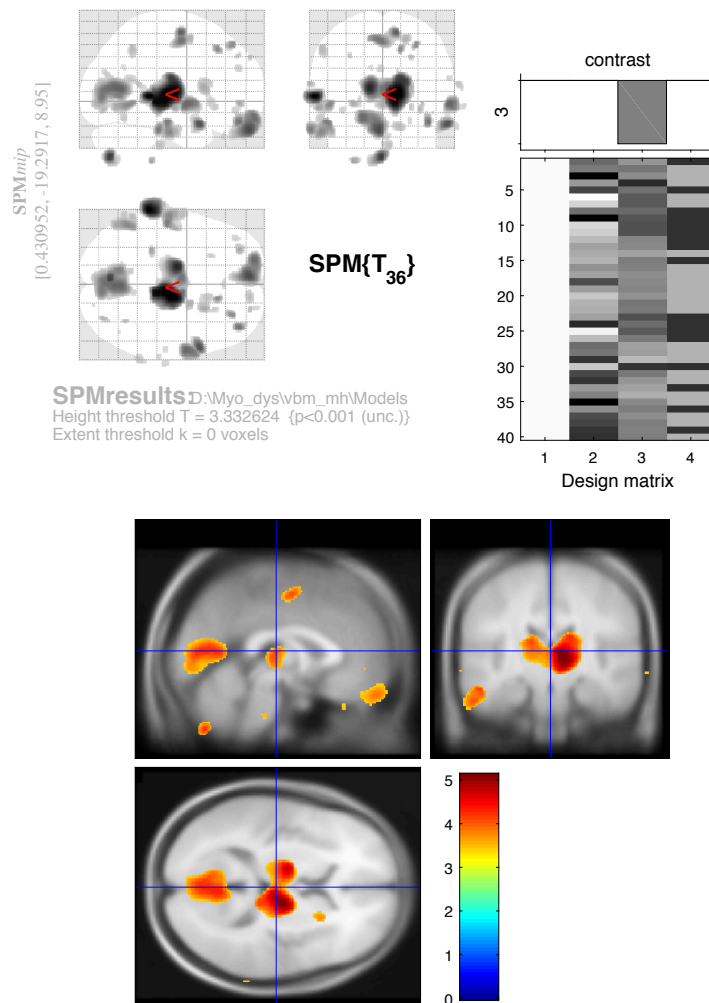 SPMmip
[0.430952, -19.2917, 8.95]
<
<
<
SPM{T36}
SPMresults: D:\Myo_dys\vbm_mh\Models
Height threshold T = 3.332624 {p<0.001 (unc.)}
Extent threshold k = 0 voxels
contrast
3
5
10
15
20
25
30
35
40
1 2 3 4
Design matrix
5
4
3
2
1
0